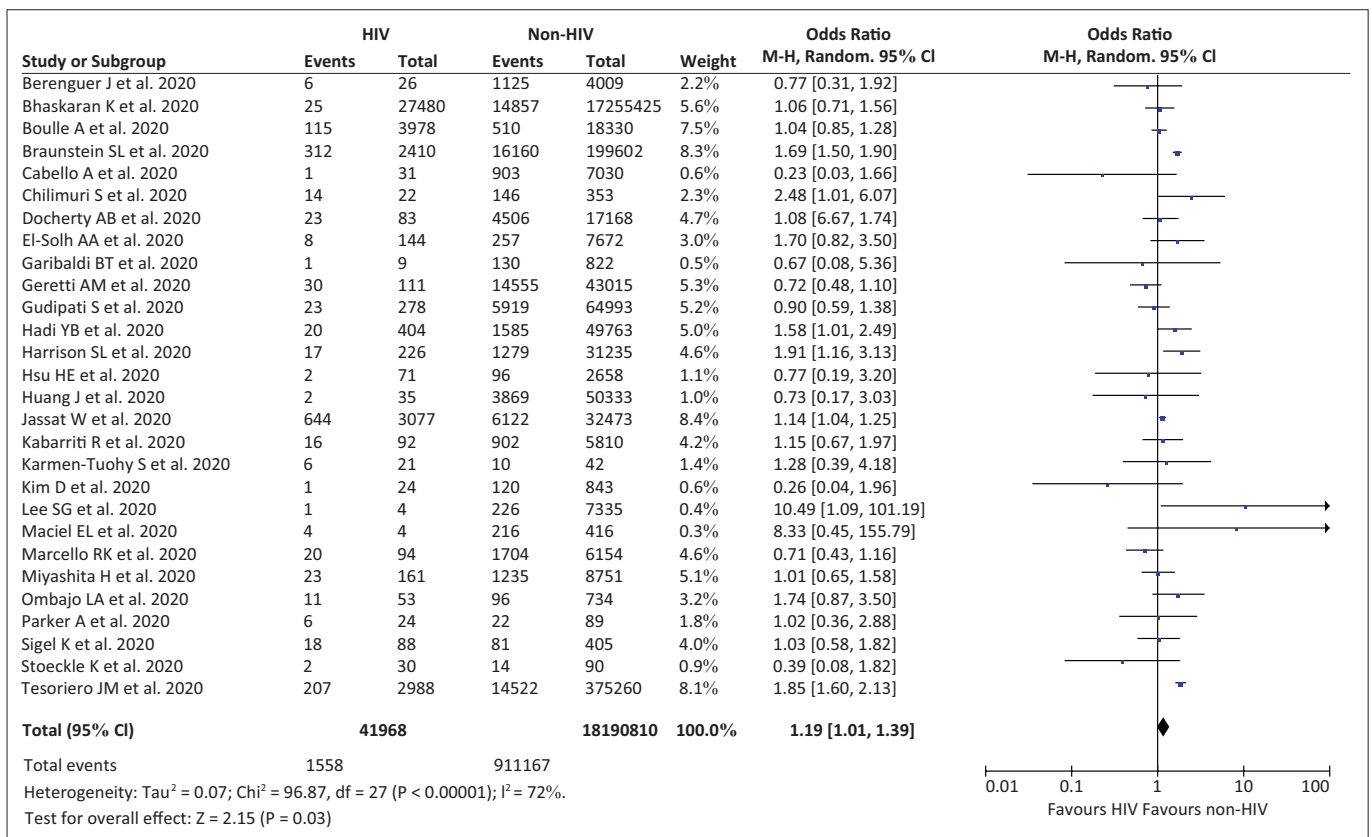 HIV Non-HIV Odds Ratio Odds Ratio
Study or Subgroup Events Total Events Total Weight M-H, Random. 95% Cl M-H, Random. 95% Cl
Berenguer J et al. 2020 6 26 1125 4009 2.2% 0.77 [0.31, 1.92]
Bhaskaran K et al. 2020 25 27480 14857 17255425 5.6% 1.06 [0.71, 1.56]
Boulle A et al. 2020 115 3978 510 18330 7.5% 1.04 [0.85, 1.28]
Braunstein SL et al. 2020 312 2410 16160 199602 8.3% 1.69 [1.50, 1.90]
Cabello A et al. 2020 1 31 903 7030 0.6% 0.23 [0.03, 1.66]
Chilimuri S et al. 2020 14 22 146 353 2.3% 2.48 [1.01, 6.07]
Docherty AB et al. 2020 23 83 4506 17168 4.7% 1.08 [6.67, 1.74]
El-Solh AA et al. 2020 8 144 257 7672 3.0% 1.70 [0.82, 3.50]
Garibaldi BT et al. 2020 1 9 130 822 0.5% 0.67 [0.08, 5.36]
Geretti AM et al. 2020 30 111 14555 43015 5.3% 0.72 [0.48, 1.10]
Gudipati S et al. 2020 23 278 5919 64993 5.2% 0.90 [0.59, 1.38]
Hadi YB et al. 2020 20 404 1585 49763 5.0% 1.58 [1.01, 2.49]
Harrison SL et al. 2020 17 226 1279 31235 4.6% 1.91 [1.16, 3.13]
Hsu HE et al. 2020 2 71 96 2658 1.1% 0.77 [0.19, 3.20]
Huang J et al. 2020 2 35 3869 50333 1.0% 0.73 [0.17, 3.03]
Jassat W et al. 2020 644 3077 6122 32473 8.4% 1.14 [1.04, 1.25]
Kabarriti R et al. 2020 16 92 902 5810 4.2% 1.15 [0.67, 1.97]
Karmen-Tuohy S et al. 2020 6 21 10 42 1.4% 1.28 [0.39, 4.18]
Kim D et al. 2020 1 24 120 843 0.6% 0.26 [0.04, 1.96]
Lee SG et al. 2020 1 4 226 7335 0.4% 10.49 [1.09, 101.19]
Maciel EL et al. 2020 4 4 216 416 0.3% 8.33 [0.45, 155.79]
Marcello RK et al. 2020 20 94 1704 6154 4.6% 0.71 [0.43, 1.16]
Miyashita H et al. 2020 23 161 1235 8751 5.1% 1.01 [0.65, 1.58]
Ombajo LA et al. 2020 11 53 96 734 3.2% 1.74 [0.87, 3.50]
Parker A et al. 2020 6 24 22 89 1.8% 1.02 [0.36, 2.88]
Sigel K et al. 2020 18 88 81 405 4.0% 1.03 [0.58, 1.82]
Stoeckle K et al. 2020 2 30 14 90 0.9% 0.39 [0.08, 1.82]
Tesoriero JM et al. 2020 207 2988 14522 375260 8.1% 1.85 [1.60, 2.13]
Total (95% Cl) 41968 18190810 100.0% 1.19 [1.01, 1.39]
Total events 1558 911167
Heterogeneity: Tau² = 0.07; Chi² = 96.87, df = 27 (P < 0.00001); l² = 72%.
Test for overall effect: Z = 2.15 (P = 0.03)
0.01 0.1 1 10 100
Favours HIV Favours non-HIV